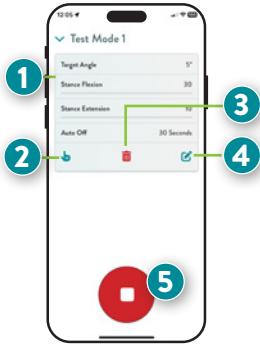 12:05
Test Mode 1
Target Angle 5°
1
Stance Flexion 30
Stance Extension 10
3
Auto Off 30 Seconds
2
4
5